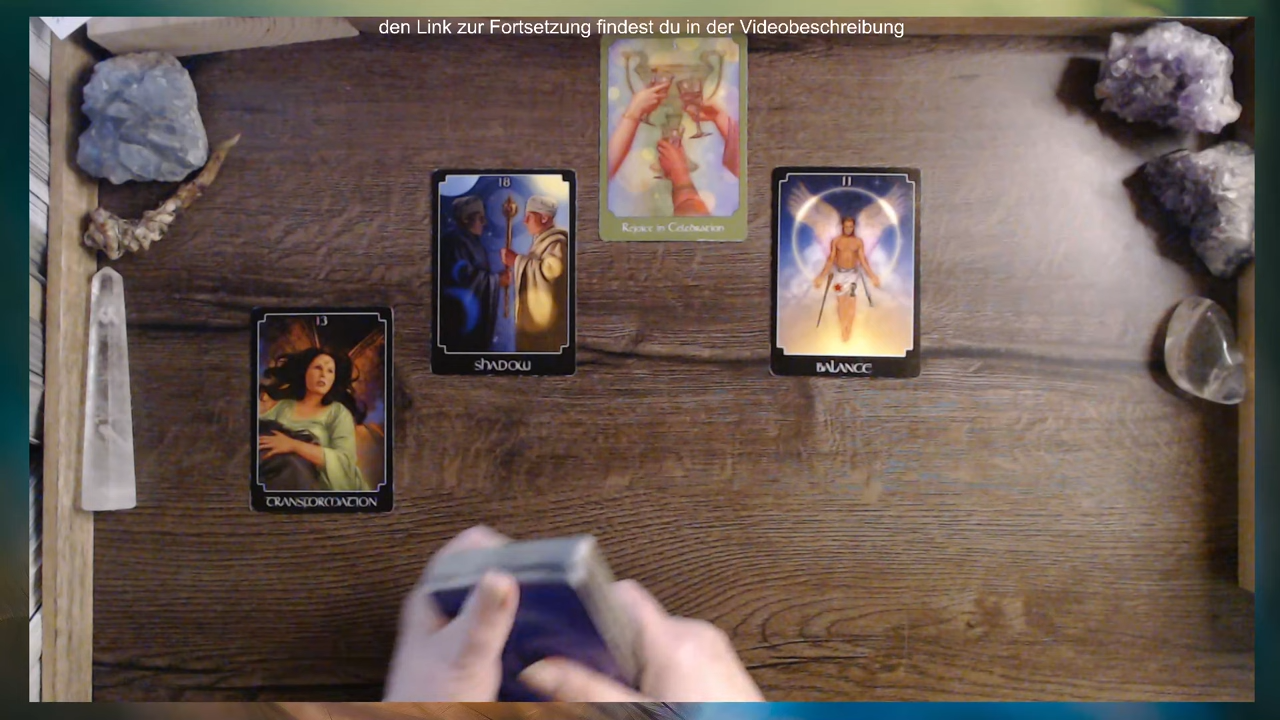 den Link zur Fortsetzung findest du in der Videobeschreibung
Rejoice in Celebration
18
SHADOW
11
BALANCE
13
TRANSFORMATION